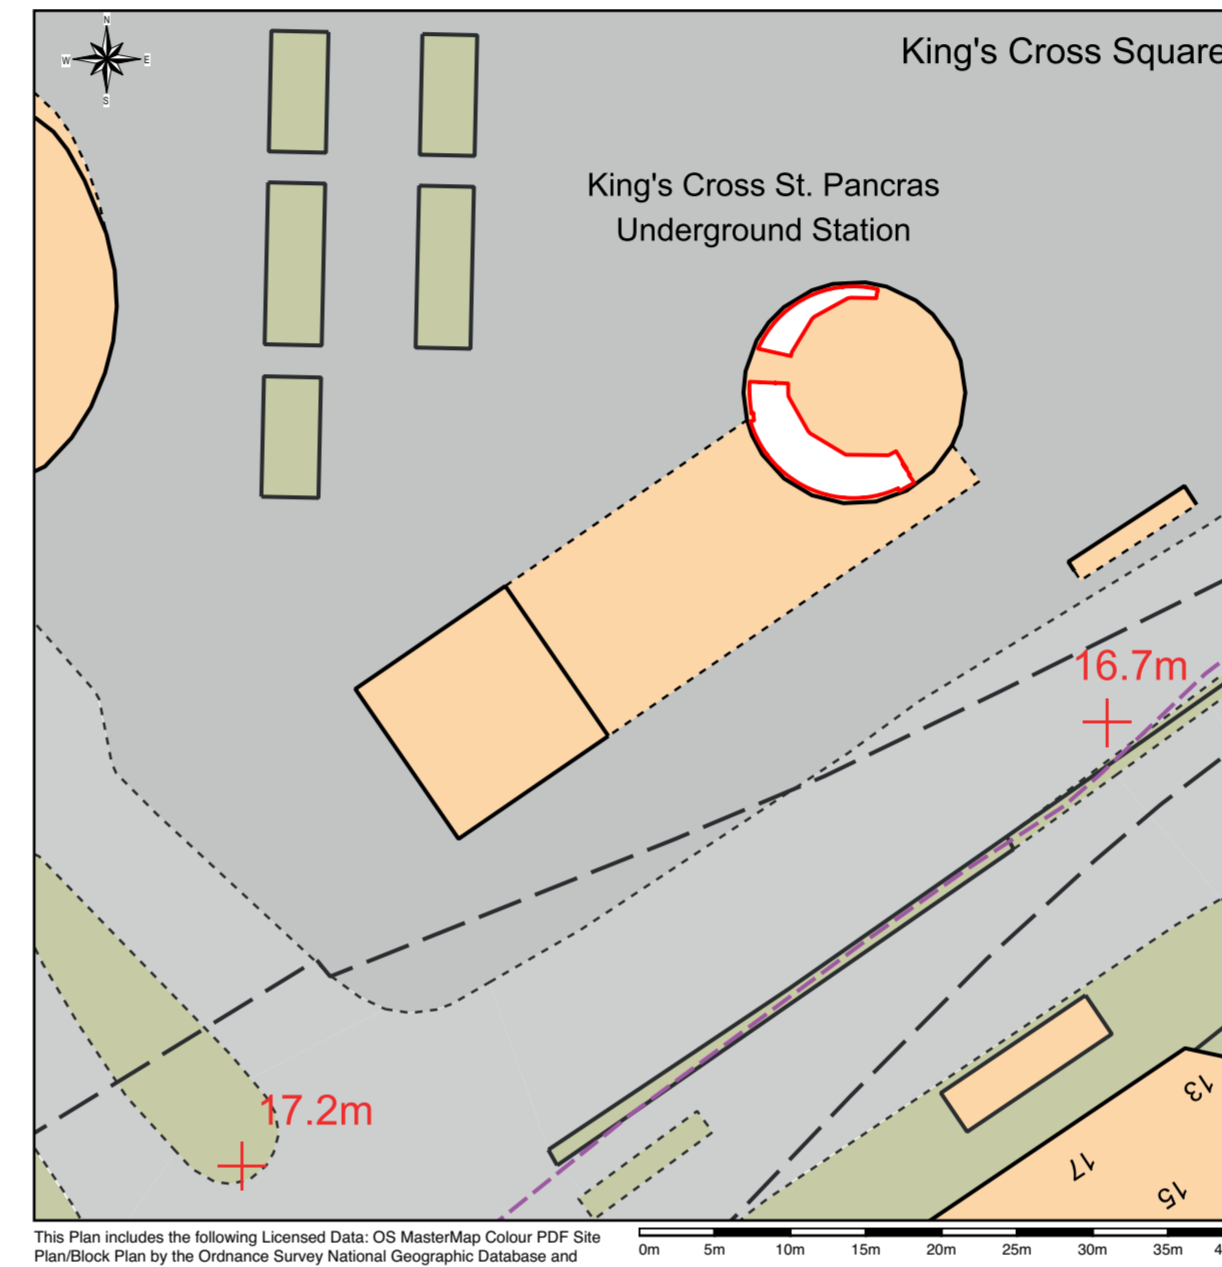 N
W E
S
King's Cross Square
King's Cross St. Pancras
Underground Station
16.7m
17.2m
13
17
15
This Plan includes the following Licensed Data: OS MasterMap Colour PDF Site
Plan/Block Plan by the Ordnance Survey National Geographic Database and
0m 5m 10m 15m 20m 25m 30m 35m 4